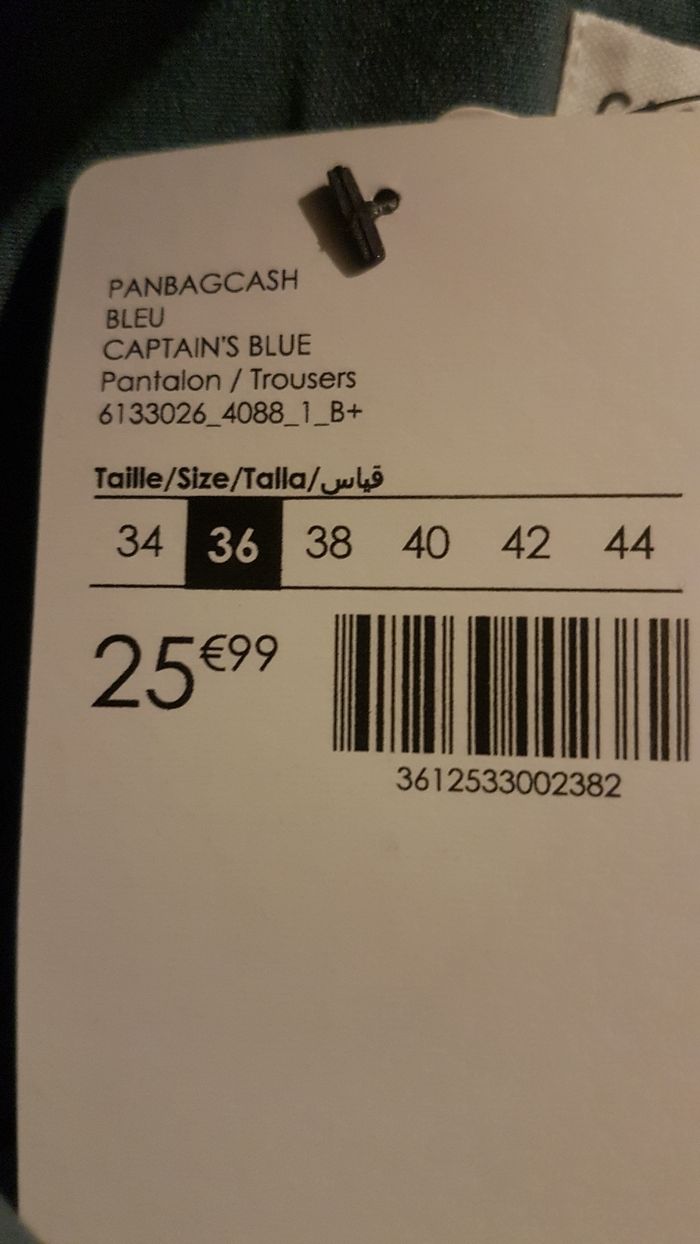 PANBAGCASH
BLEU
CAPTAIN'S BLUE
Pantalon / Trousers
6133026_4088_1_B+
Taille/Size/Talla/قياس
34 36 38 40 42 44
25€99
3612533002382